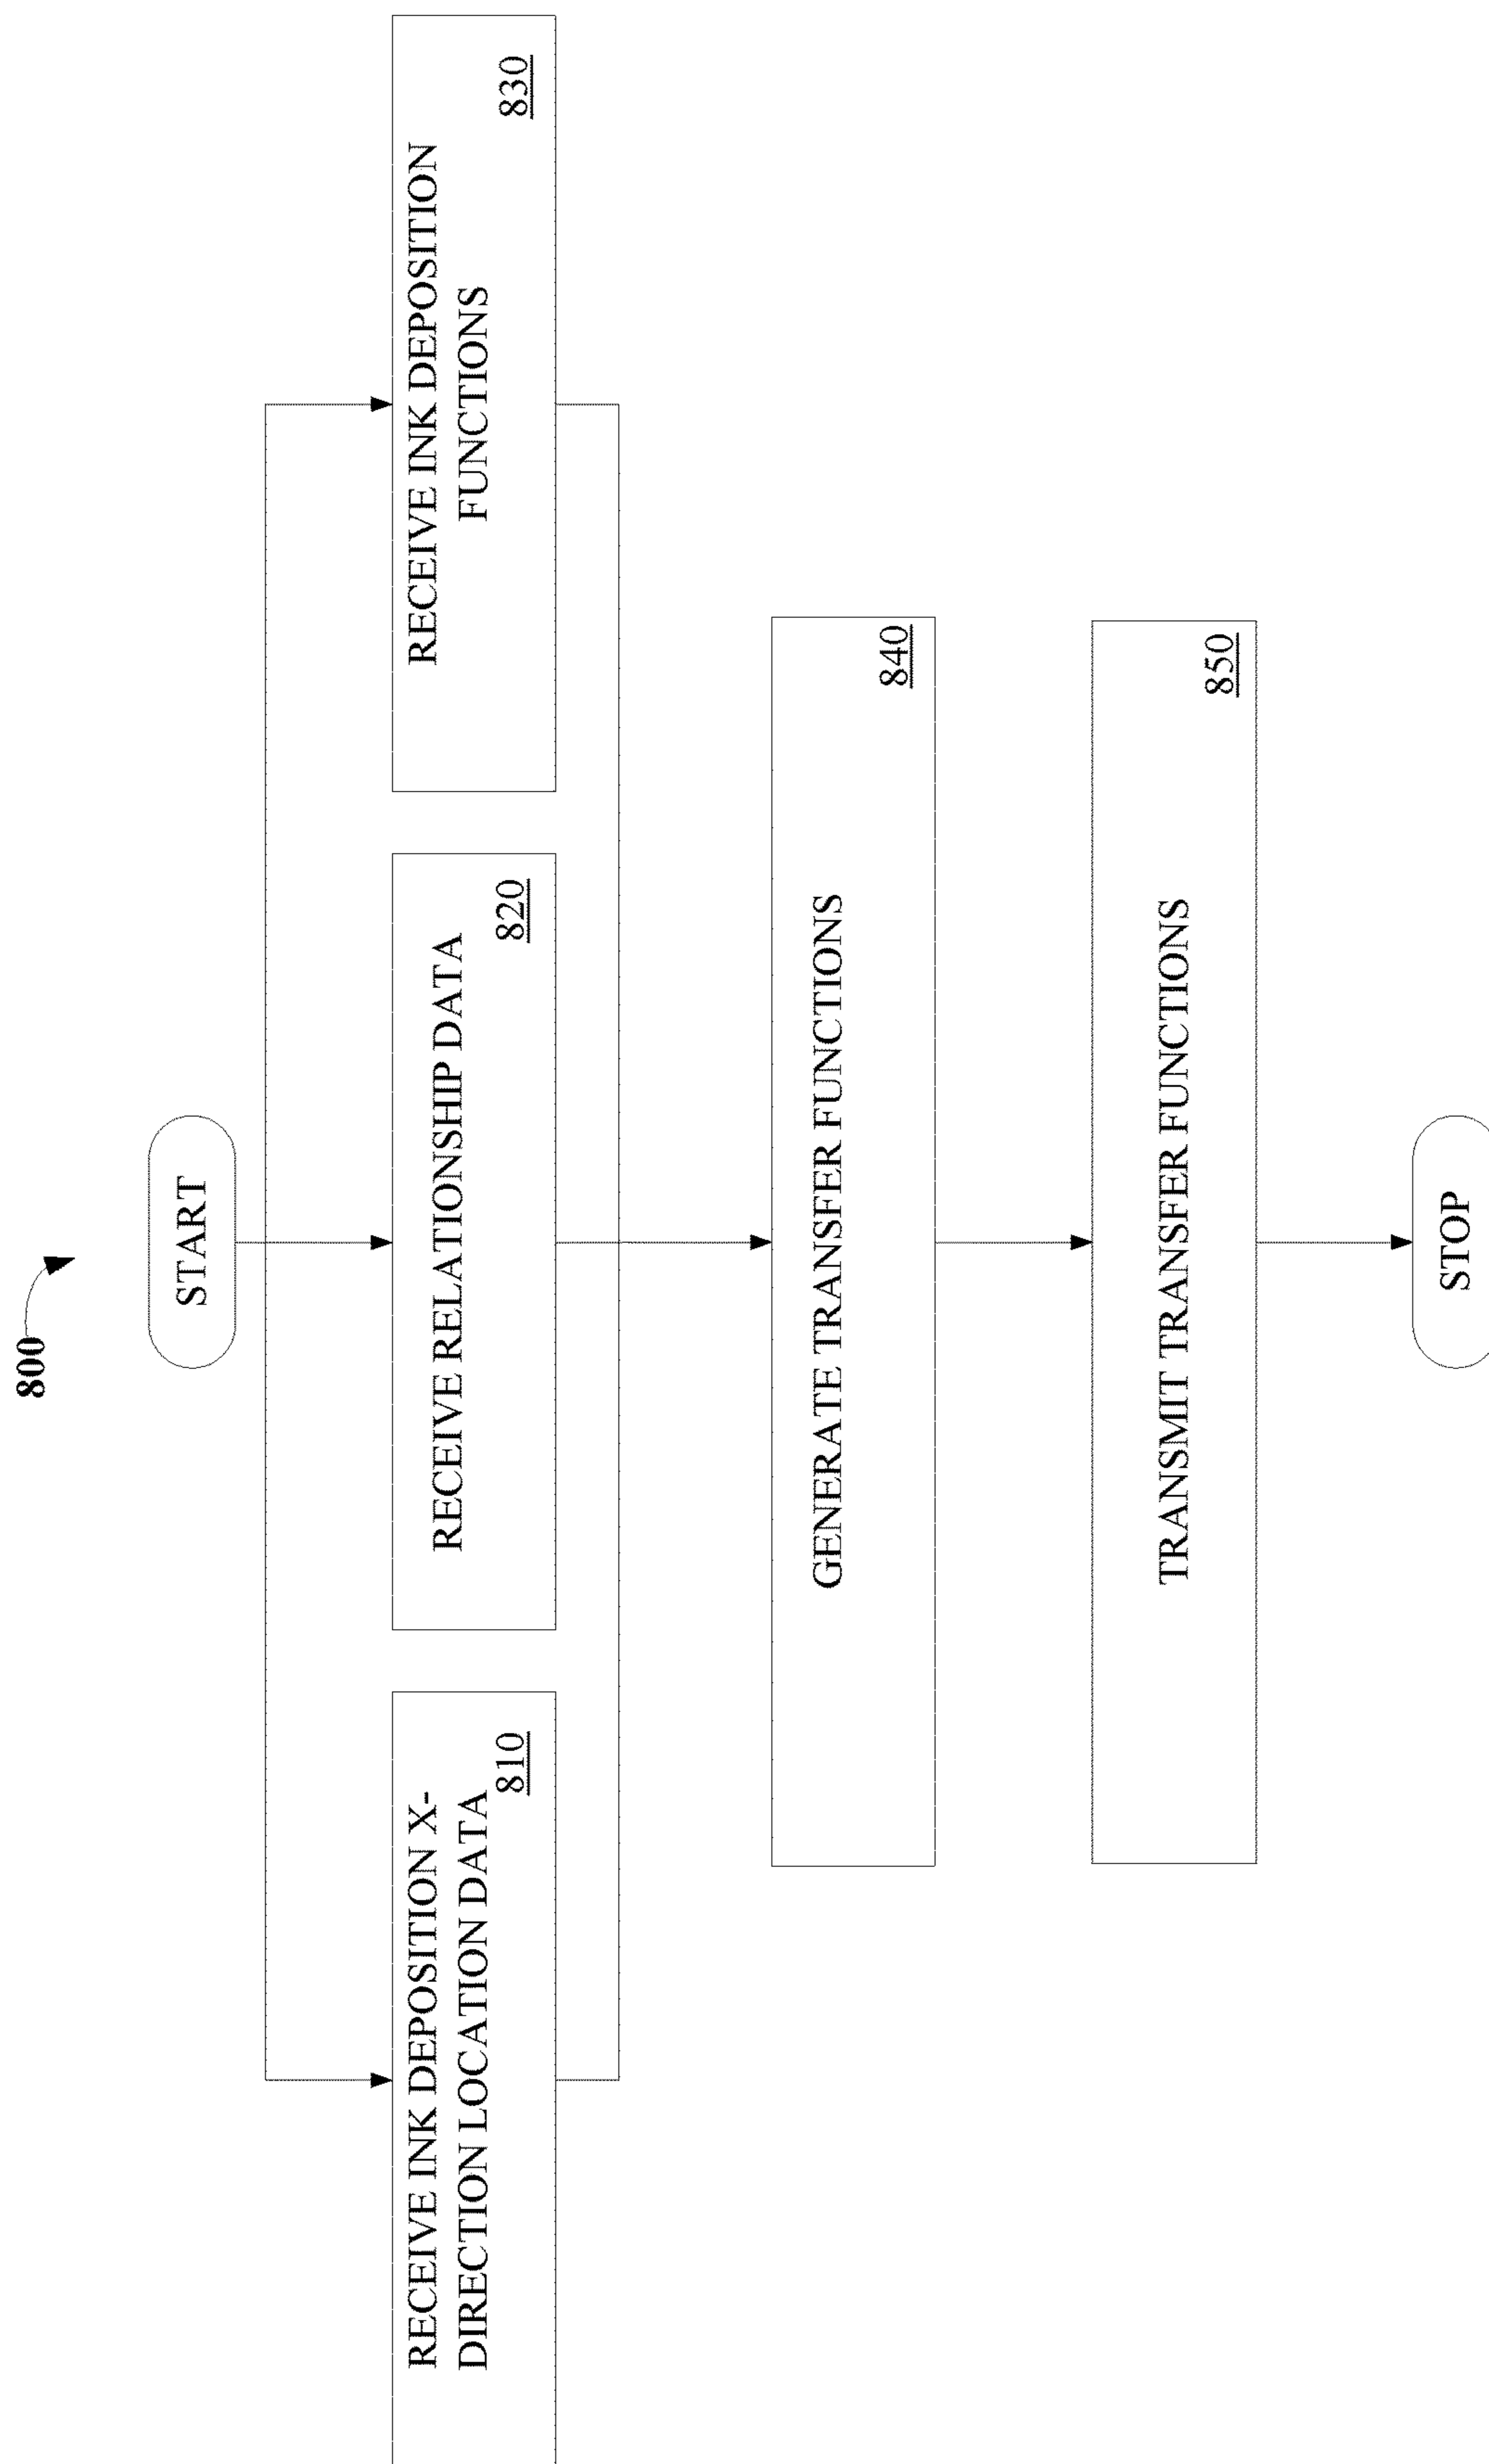 800
START
RECEIVE INK DEPOSITION X-
DIRECTION LOCATION DATA
810
RECEIVE RELATIONSHIP DATA
820
RECEIVE INK DEPOSITION
FUNCTIONS
830
GENERATE TRANSFER FUNCTIONS
840
TRANSMIT TRANSFER FUNCTIONS
850
STOP